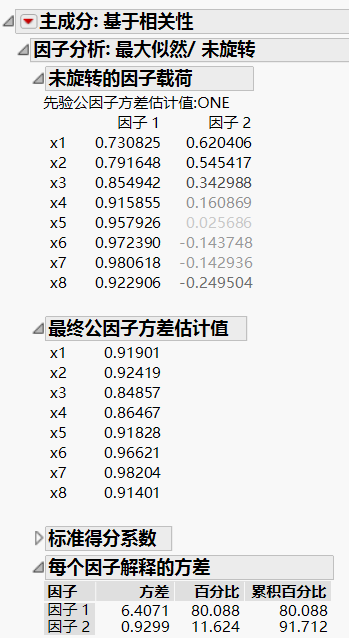 主成分: 基于相关性
因子分析: 最大似然/ 未旋转
未旋转的因子载荷
先验公因子方差估计值:ONE
因子 1 因子 2
x1 0.730825 0.620406
x2 0.791648 0.545417
x3 0.854942 0.342988
x4 0.915855 0.160869
x5 0.957926 0.025686
x6 0.972390 -0.143748
x7 0.980618 -0.142936
x8 0.922906 -0.249504
最终公因子方差估计值
x1 0.91901
x2 0.92419
x3 0.84857
x4 0.86467
x5 0.91828
x6 0.96621
x7 0.98204
x8 0.91401
标准得分系数
每个因子解释的方差
因子 方差 百分比 累积百分比
因子 1 6.4071 80.088 80.088
因子 2 0.9299 11.624 91.712